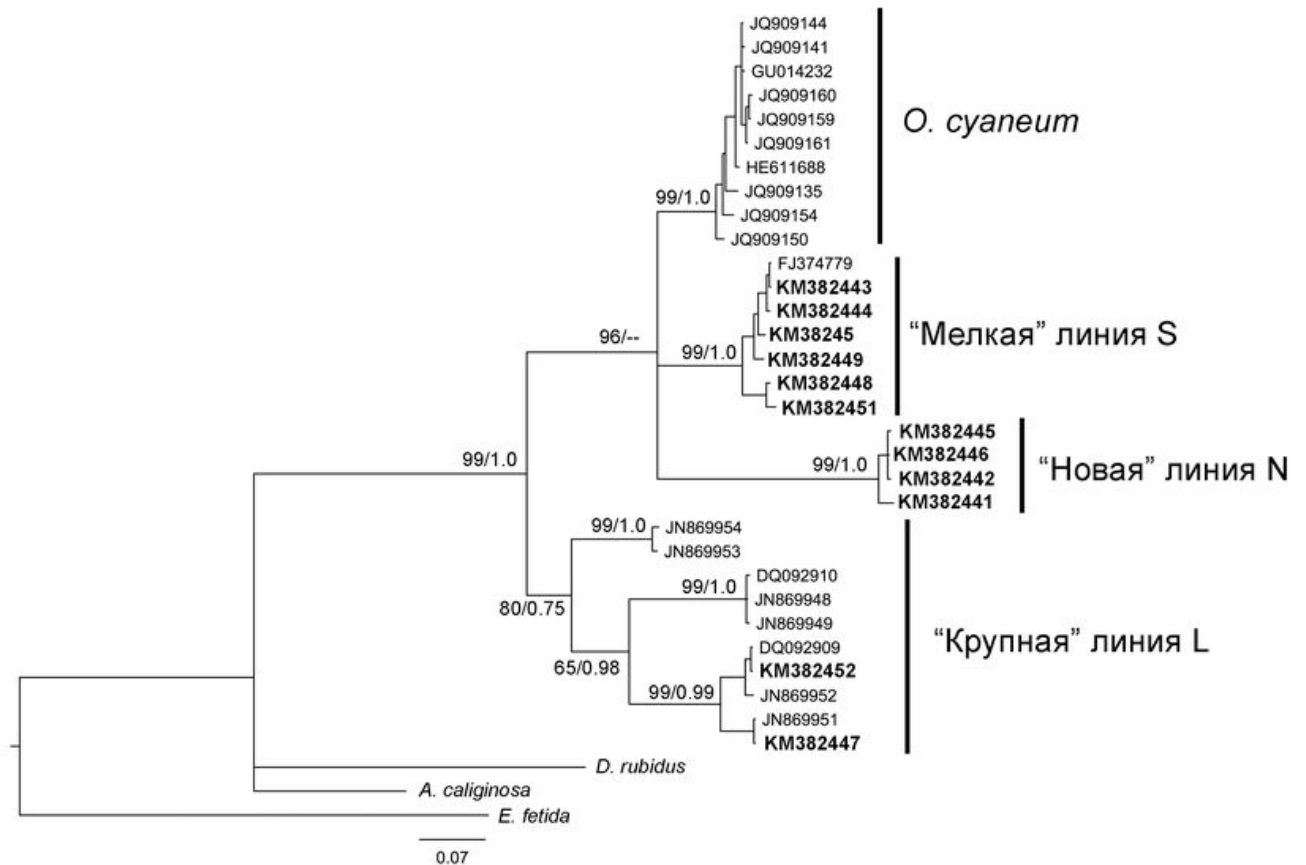 JQ909144
JQ909141
GU014232
JQ909160
JQ909159
JQ909161
HE611688
JQ909135
JQ909154
JQ909150
O. cyaneum
99/1.0
FJ374779
KM382443
KM382444
KM38245
KM382449
KM382448
KM382451
“Мелкая” линия S
96/--
99/1.0
KM382445
KM382446
KM382442
KM382441
“Новая” линия N
99/1.0
99/1.0
JN869954
JN869953
99/1.0
DQ092910
JN869948
JN869949
99/1.0
80/0.75
“Крупная” линия L
DQ092909
KM382452
JN869952
JN869951
KM382447
65/0.98
99/0.99
D. rubidus
A. caliginosa
E. fetida
0.07